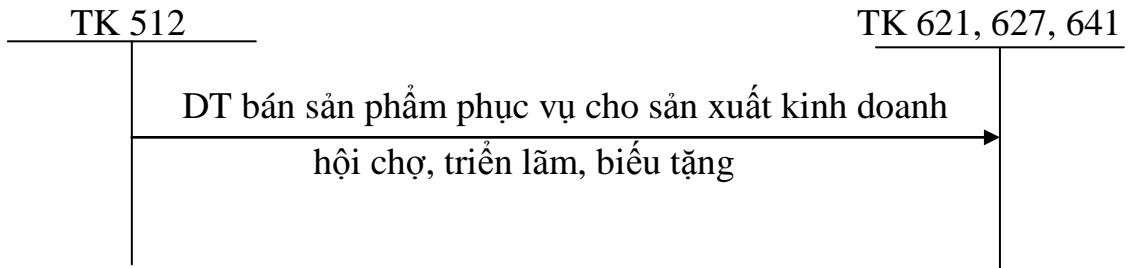 TK 512
TK 621, 627, 641
DT bán sản phẩm phục vụ cho sản xuất kinh doanh
hội chợ, triển lãm, biếu tặng